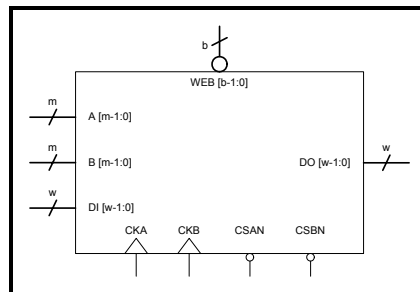 b
WEB [b-1:0]
m
A [m-1:0]
m
w
B [m-1:0]
DO [w-1:0]
w
DI [w-1:0]
CKA CKB CSAN CSBN